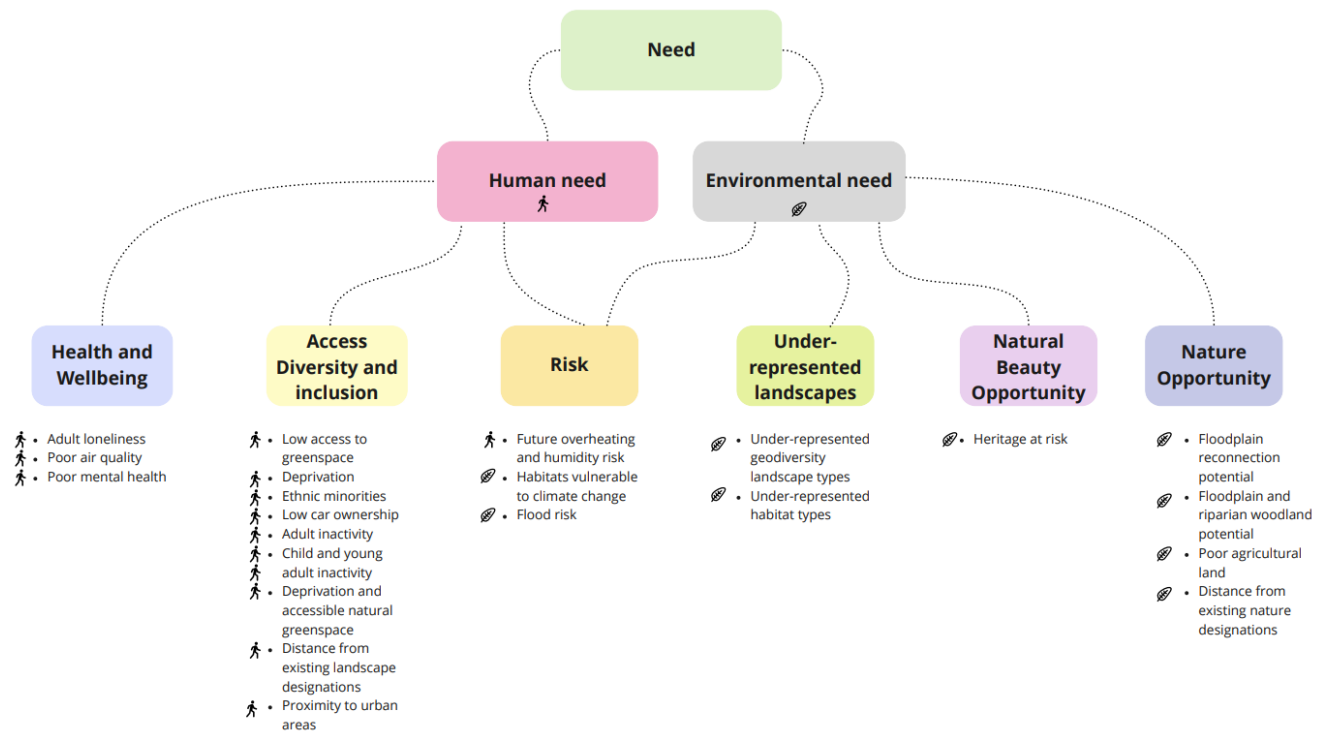 Need
Human need
Environmental need
Health and
Wellbeing
Access
Diversity and
inclusion
Risk
Under-
represented
landscapes
Natural
Beauty
Opportunity
Nature
Opportunity
• Adult loneliness
• Poor air quality
• Poor mental health
• Low access to
greenspace
• Deprivation
• Ethnic minorities
• Low car ownership
• Adult inactivity
• Child and young
adult inactivity
• Deprivation and
accessible natural
greenspace
• Distance from
existing landscape
designations
• Proximity to urban
areas
• Future overheating
and humidity risk
• Habitats vulnerable
to climate change
• Flood risk
• Under-represented
geodiversity
landscape types
• Under-represented
habitat types
• Heritage at risk
• Floodplain
reconnection
potential
• Floodplain and
riparian woodland
potential
• Poor agricultural
land
• Distance from
existing nature
designations